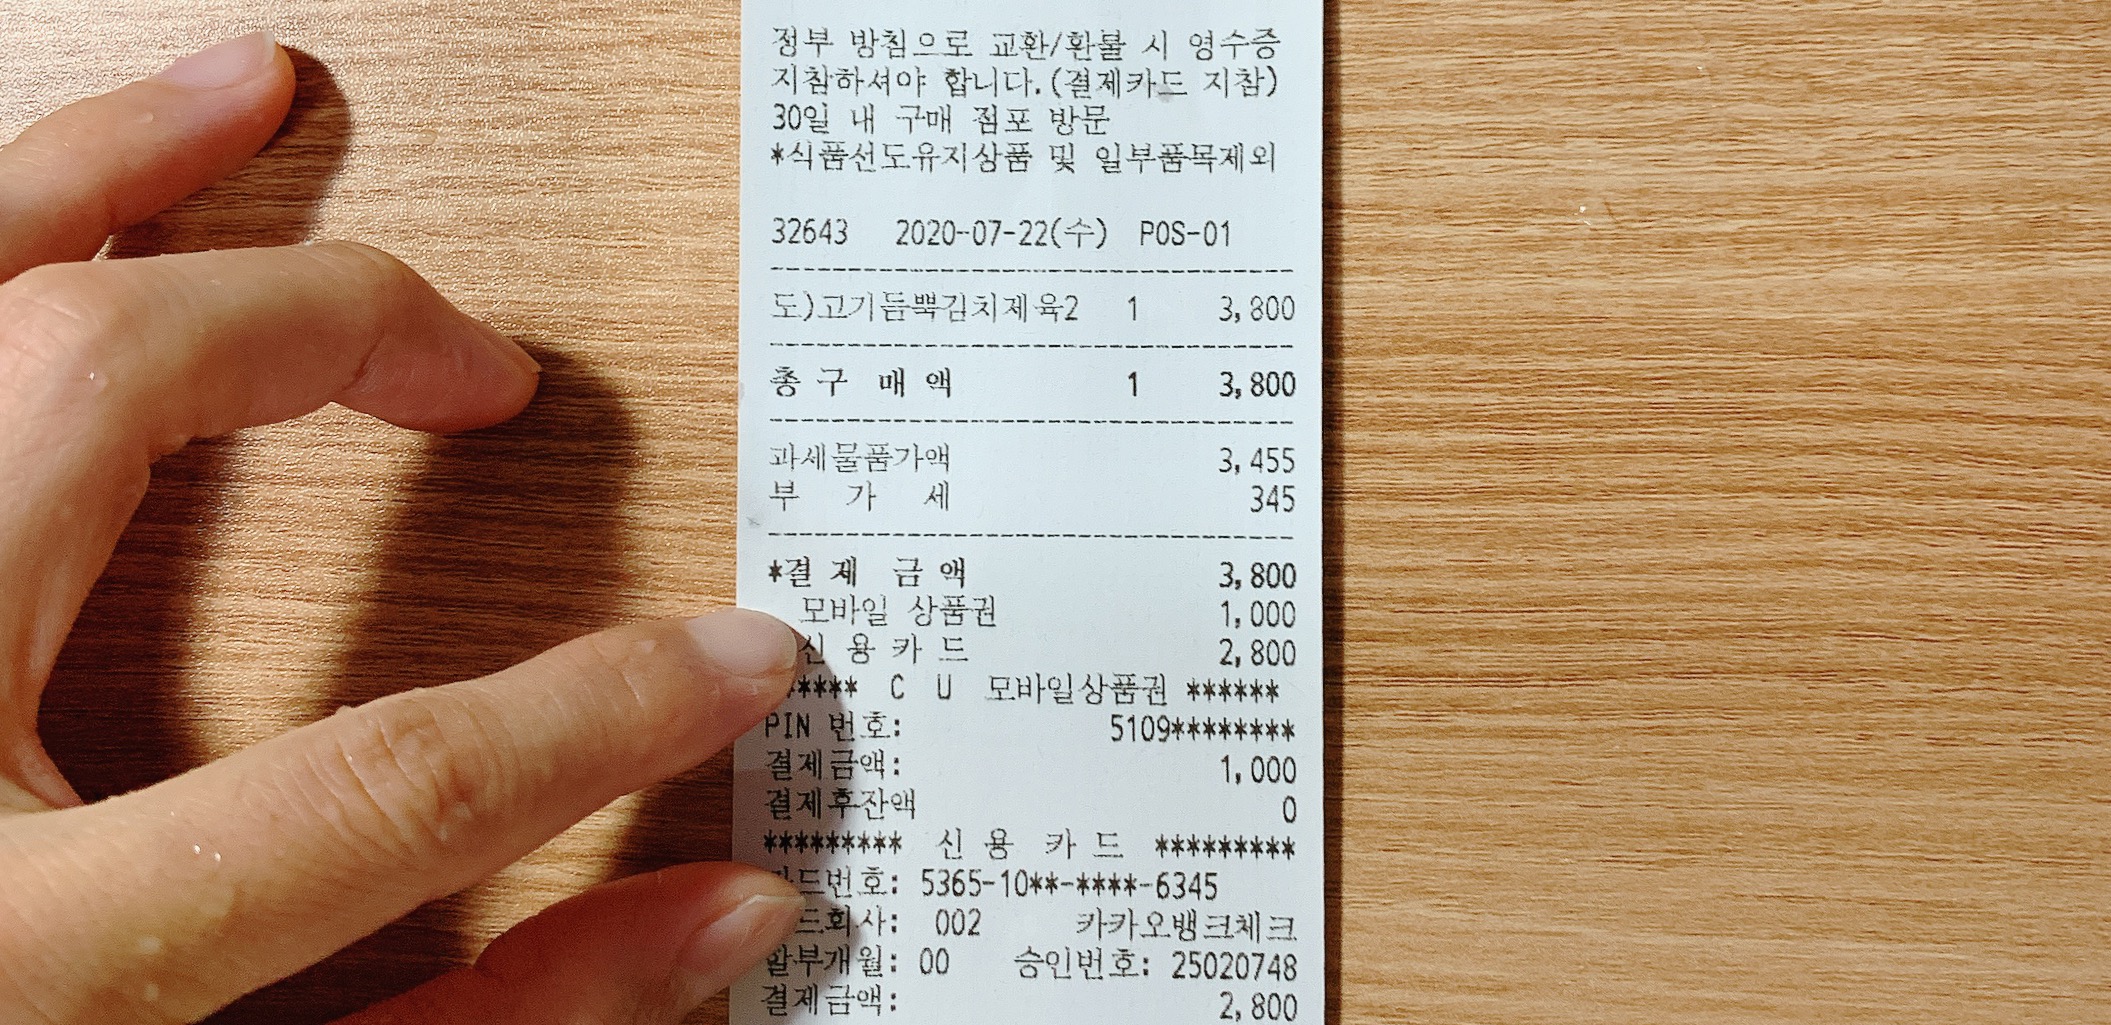 정부 방침으로 교환/환불 시 영수증
지참하셔야 합니다.(결제카드 지참)
30일 내 구매 점포 방문
*식품선도유지상품 및 일부품목제외
32643 2020-07-22(수) POS-01
--------------------------------
도)고기듬뿍김치제육2 1 3,800
--------------------------------
총 구 매 액 1 3,800
--------------------------------
과세물품가액 3,455
부 가 세 345
--------------------------------
*결 제 금 액 3,800
모바일 상품권 1,000
신 용 카 드 2,800
***** C U 모바일상품권 ******
PIN 번호: 5109********
결제금액: 1,000
결제후잔액 0
********* 신 용 카 드 *********
카드번호: 5365-10**-****-6345
드회사: 002 카카오뱅크체크
할부개월: 00 승인번호: 25020748
결제금액: 2,800